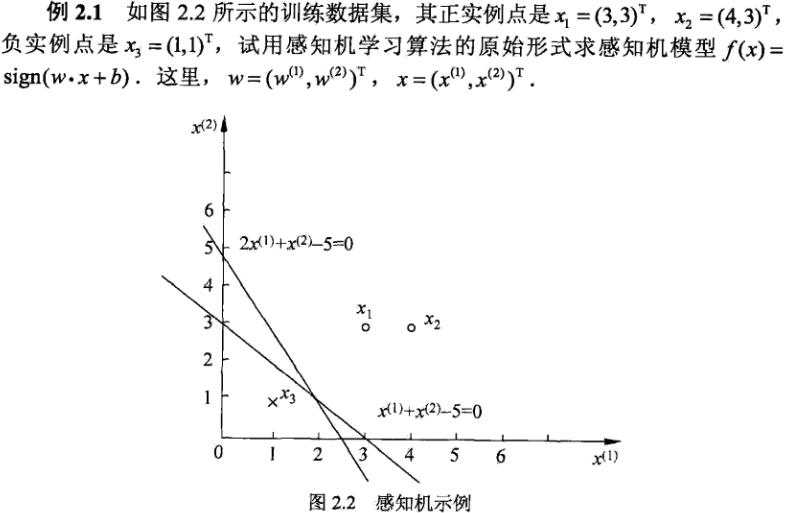 例 2.1 如图 2.2 所示的训练数据集，其正实例点是 x₁ = (3,3)ᵀ， x₂ = (4,3)ᵀ，
负实例点是 x₃ = (1,1)ᵀ，试用感知机学习算法的原始形式求感知机模型 f(x) =
sign(w•x+b)．这里， w = (w⁽¹⁾,w⁽²⁾)ᵀ， x = (x⁽¹⁾,x⁽²⁾)ᵀ．
x⁽²⁾
6
5 2x⁽¹⁾+x⁽²⁾–5=0
4
x₁
3 x₂
2
1 x₃
x⁽¹⁾+x⁽²⁾–5=0
0 1 2 3 4 5 6 x⁽¹⁾
图 2.2 感知机示例